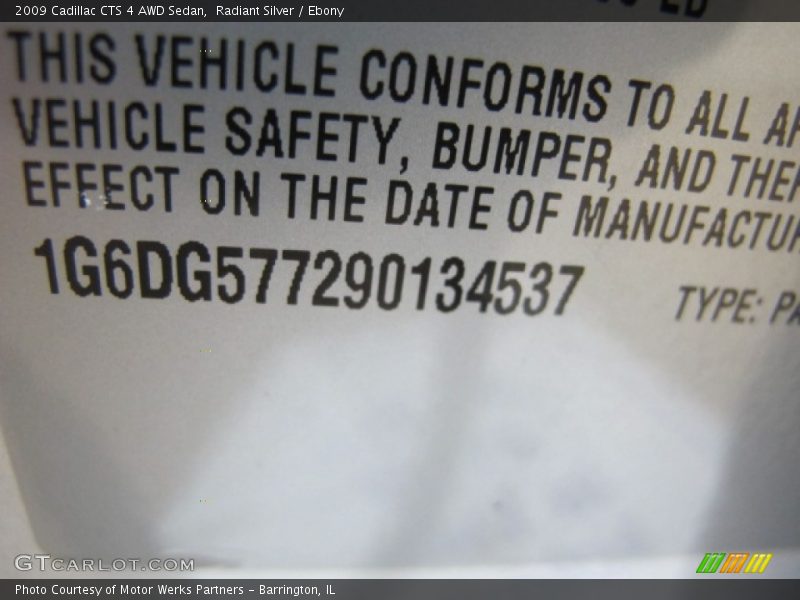 2009 Cadillac CTS 4 AWD Sedan,  Radiant Silver / Ebony
THIS VEHICLE CONFORMS TO ALL
VEHICLE SAFETY, BUMPER, AND
EFFECT ON THE DATE OF
1G6DG577290134537
TYPE:
GTCARLOT.COM
Photo Courtesy of Motor Werks Partners - Barrington, IL